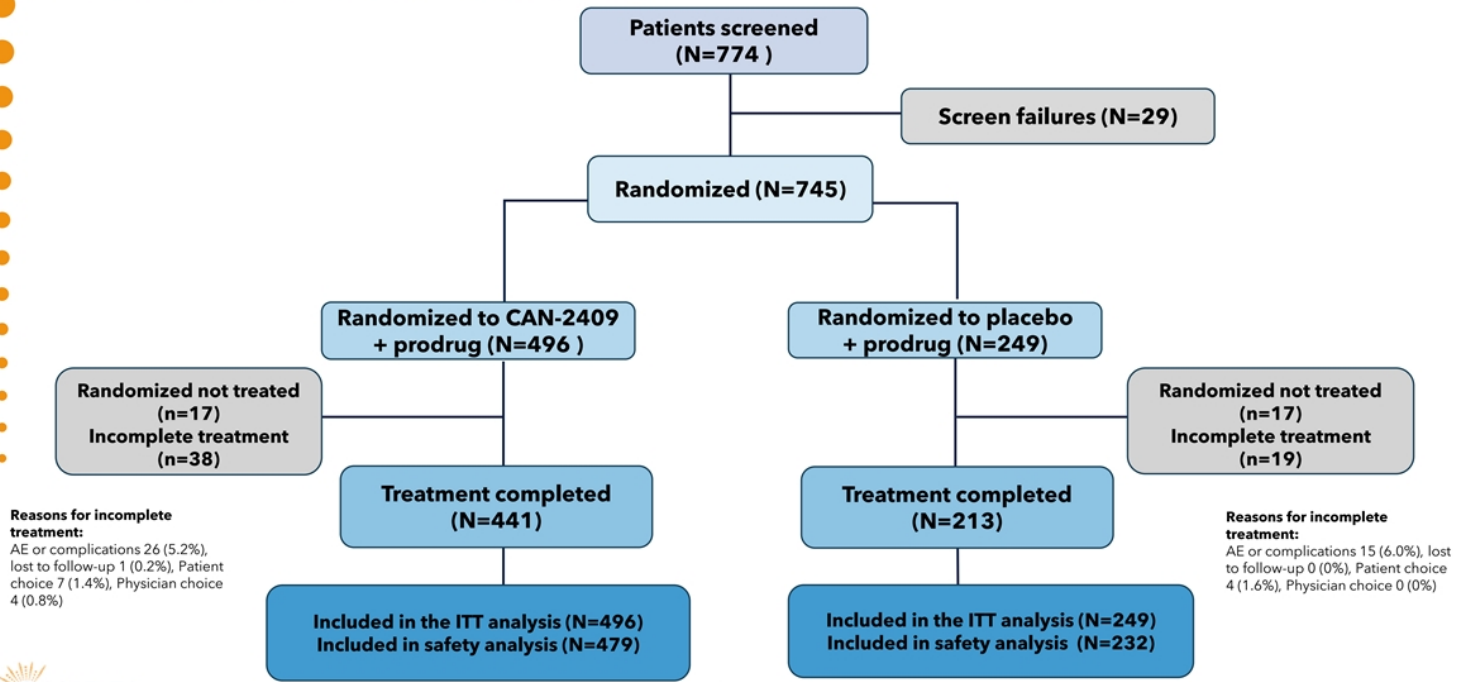 Patients screened
(N=774 )
Screen failures (N=29)
Randomized (N=745)
Randomized to CAN-2409
+ prodrug (N=496 )
Randomized to placebo
+ prodrug (N=249)
Randomized not treated
(n=17)
Incomplete treatment
(n=38)
Randomized not treated
(n=17)
Incomplete treatment
(n=19)
Treatment completed
(N=441)
Treatment completed
(N=213)
Reasons for incomplete
treatment:
AE or complications 26 (5.2%),
lost to follow-up 1 (0.2%), Patient
choice 7 (1.4%), Physician choice
4 (0.8%)
Reasons for incomplete
treatment:
AE or complications 15 (6.0%), lost
to follow-up 0 (0%), Patient choice
4 (1.6%), Physician choice 0 (0%)
Included in the ITT analysis (N=496)
Included in safety analysis (N=479)
Included in the ITT analysis (N=249)
Included in safety analysis  (N=232)